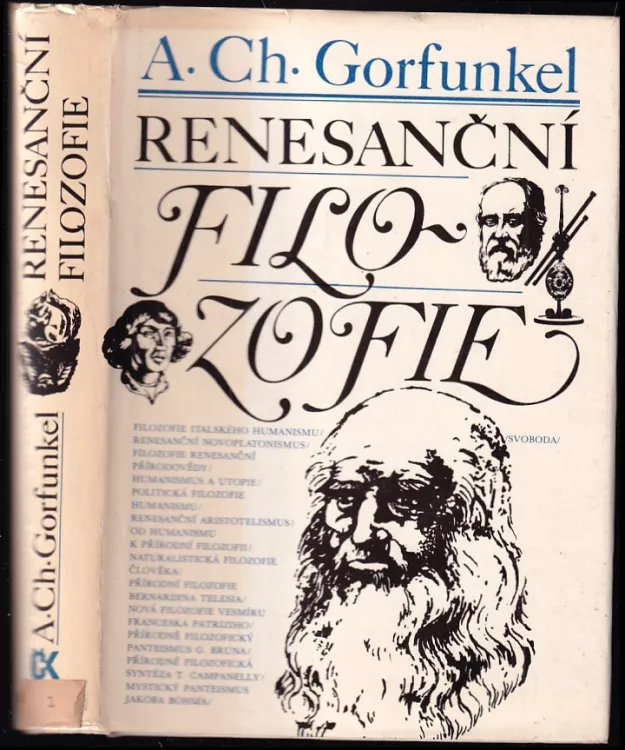 A. Ch. Gorfunkel
RENESANČNÍ
FILO-
ZOFIE
/SVOBODA/
FILOZOFIE ITALSKÉHO HUMANISMU/
RENESANČNÍ NOVOPLATONISMUS/
FILOZOFIE RENESANČNÍ
PŘÍRODOVĚDY/
HUMANISMUS A UTOPIE/
POLITICKÁ FILOZOFIE
HUMANISMU/
RENESANČNÍ ARISTOTELISMUS/
OD HUMANISMU
K PŘÍRODNÍ FILOZOFII/
NATURALISTICKÁ FILOZOFIE
ČLOVĚKA/
PŘÍRODNÍ FILOZOFIE
BERNARDINA TELESIA/
NOVÁ FILOZOFIE VESMÍRU
FRANCESKA PATRIZIHO/
PŘÍRODNĚ FILOZOFICKÝ
PANTEISMUS G. BRUNA/
PŘÍRODNĚ FILOZOFICKÁ
SYNTÉZA T. CAMPANELLY/
MYSTICKÝ PANTEISMUS
JAKOBA BÖHMA/
RENESANČNÍ
FILOZOFIE
A. Ch. Gorfunkel
ČK
1